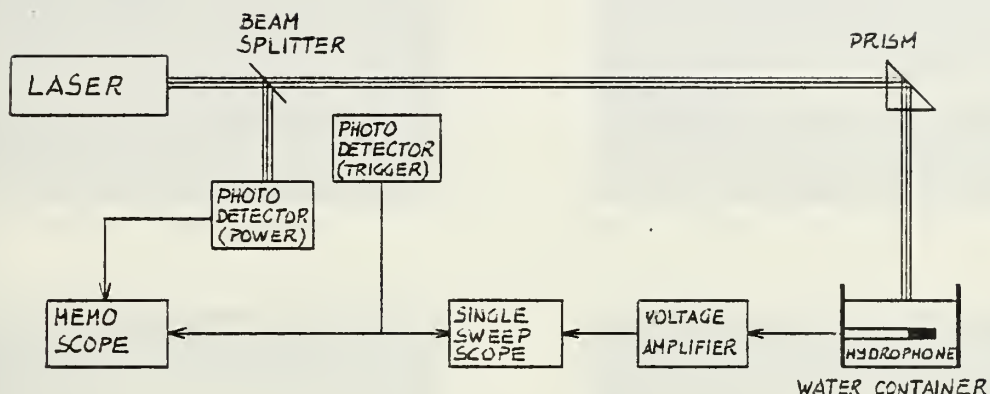 BEAM
SPLITTER
PRISM
LASER
PHOTO
DETECTOR
(TRIGGER)
PHOTO
DETECTOR
(POWER)
MEMO
SCOPE
SINGLE
SWEEP
SCOPE
VOLTAGE
AMPLIFIER
HYDROPHONE
WATER CONTAINER